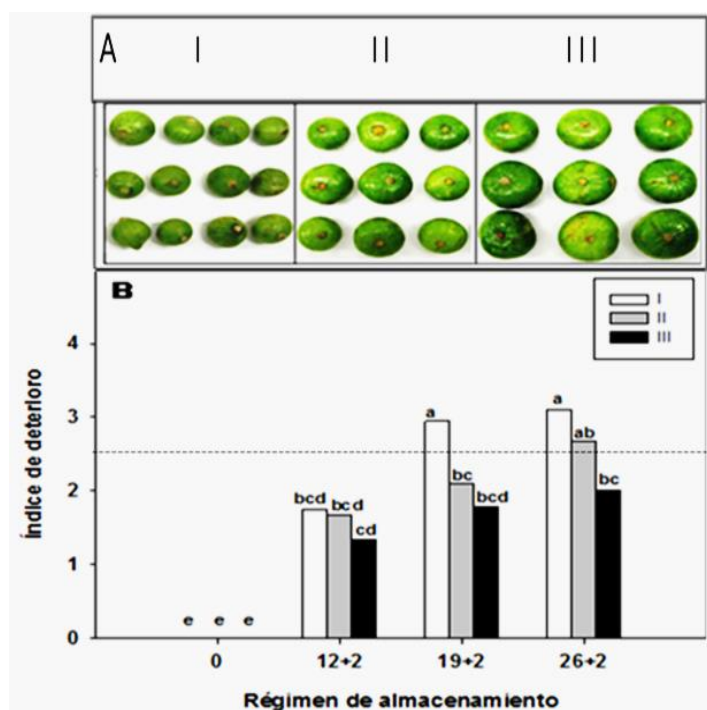 A I II III
B
I
II
III
4
3
2
1
0
Índice de deterioro
e e e
bcd bcd cd
a bc bcd
a ab bc
0 12+2 19+2 26+2
Régimen de almacenamiento